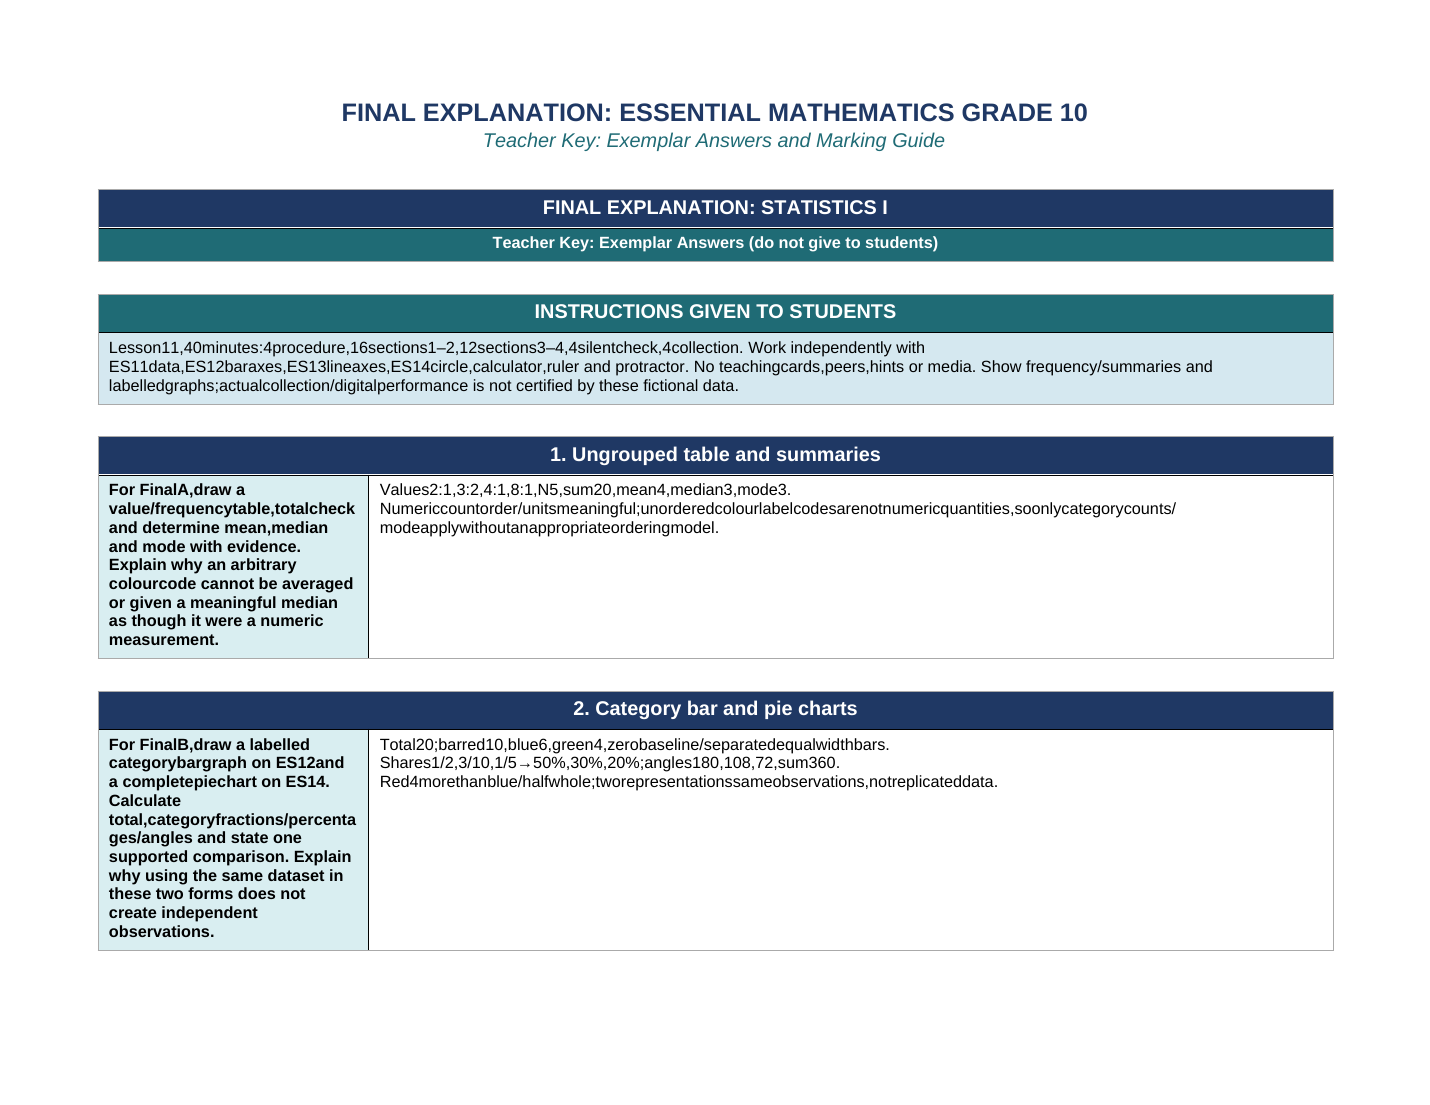 FINAL EXPLANATION: ESSENTIAL MATHEMATICS GRADE 10
Teacher Key: Exemplar Answers and Marking Guide
FINAL EXPLANATION: STATISTICS I
Teacher Key: Exemplar Answers (do not give to students)
INSTRUCTIONS GIVEN TO STUDENTS
Lesson11,40minutes:4procedure,16sections1–2,12sections3–4,4silentcheck,4collection. Work independently with
ES11data,ES12baraxes,ES13lineaxes,ES14circle,calculator,ruler and protractor. No teachingcards,peers,hints or media. Show frequency/summaries and
labelledgraphs;actualcollection/digitalperformance is not certified by these fictional data.
1. Ungrouped table and summaries
For FinalA,draw a
value/frequencytable,totalcheck
and determine mean,median
and mode with evidence.
Explain why an arbitrary
colourcode cannot be averaged
or given a meaningful median
as though it were a numeric
measurement.
Values2:1,3:2,4:1,8:1,N5,sum20,mean4,median3,mode3.
Numericcountorder/unitsmeaningful;unorderedcolourlabelcodesarenotnumericquantities,soonlycategorycounts/
modeapplywithoutanappropriateorderingmodel.
2. Category bar and pie charts
For FinalB,draw a labelled
categorybargraph on ES12and
a completepiechart on ES14.
Calculate
total,categoryfractions/percenta
ges/angles and state one
supported comparison. Explain
why using the same dataset in
these two forms does not
create independent
observations.
Total20;barred10,blue6,green4,zerobaseline/separatedequalwidthbars.
Shares1/2,3/10,1/5→50%,30%,20%;angles180,108,72,sum360.
Red4morethanblue/halfwhole;tworepresentationssameobservations,notreplicateddata.